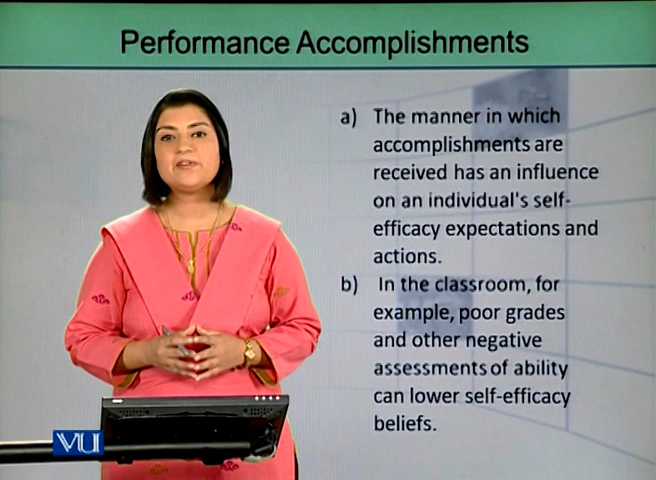 Performance Accomplishments
a) The manner in which
accomplishments are
received has an influence
on an individual's self-
efficacy expectations and
actions.
b) In the classroom, for
example, poor grades
and other negative
assessments of ability
can lower self-efficacy
beliefs.
VU